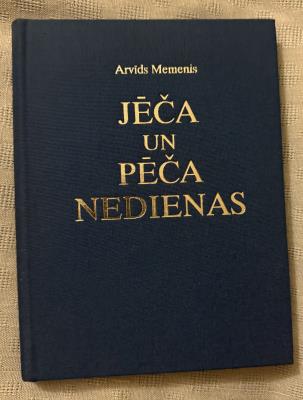 Arvīds Memenis
JĒČA
UN
PĒČA
NEDIENAS